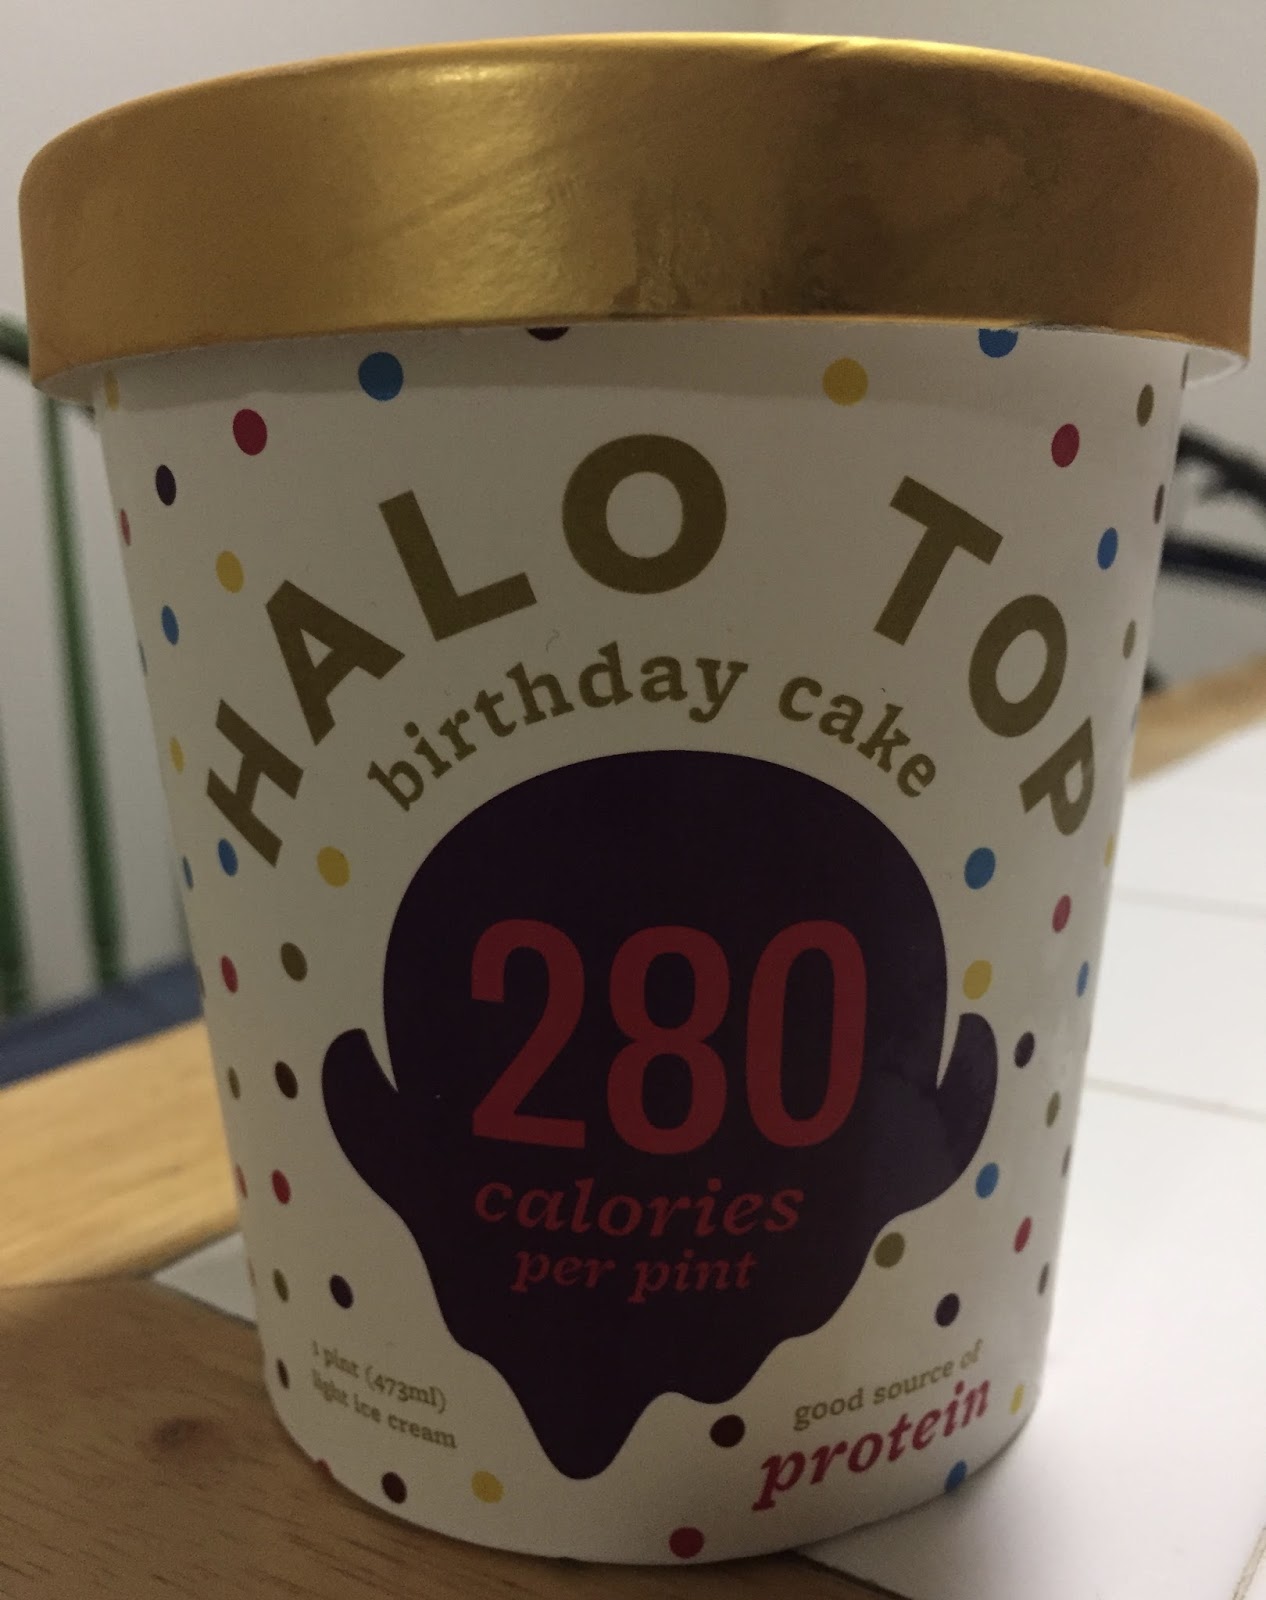 HALO TOP
birthday cake
280
calories
per pint
1 pint (473ml)
light ice cream
good source of
protein